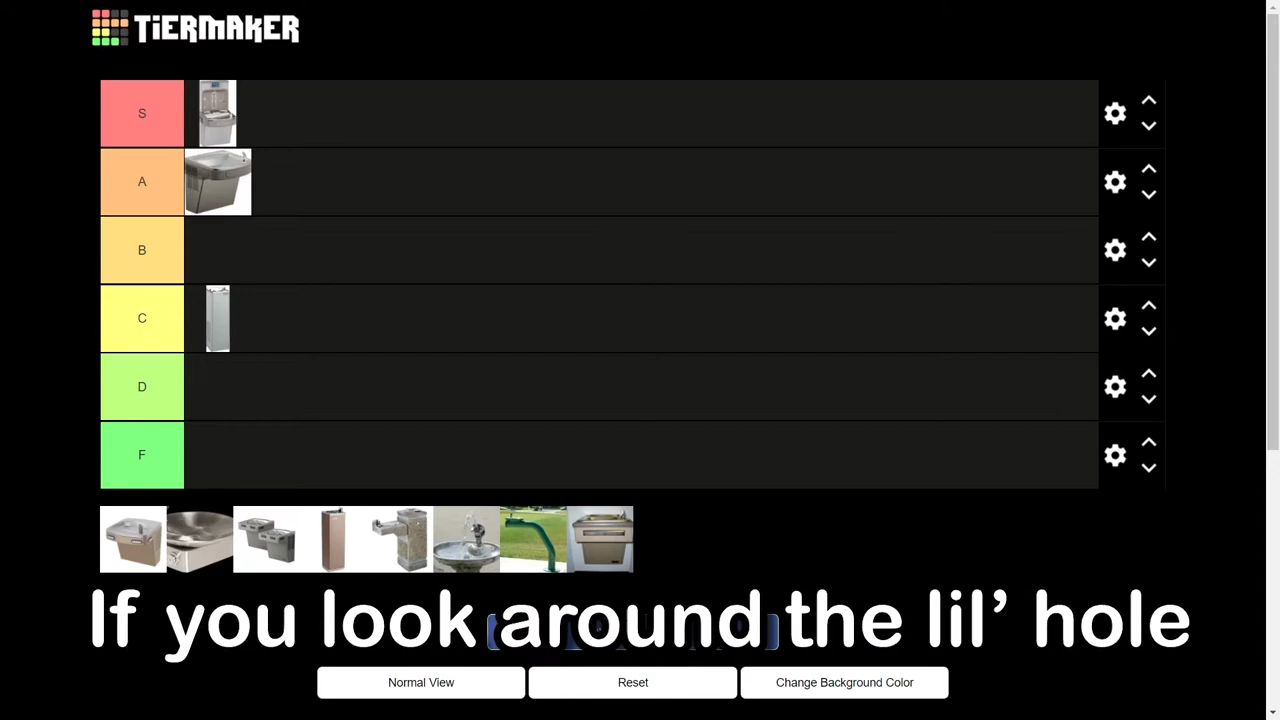 TiERMAKER
S
A
B
C
D
F
If you look around the lil’ hole
Normal View
Reset
Change Background Color